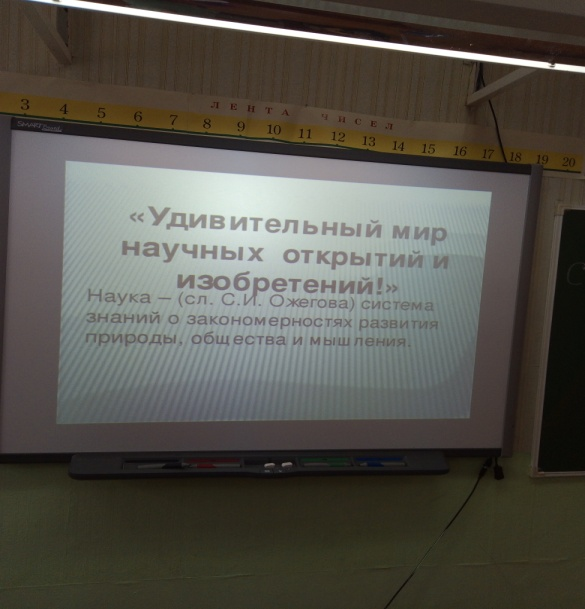 ЛЕНТА ЧИСЕЛ
3 4 5 6 7 8 9 10 11 12 13 14 15 16 17 18 19 20
SMART
«Удивительный мир
научных открытий и
изобретений!»
Наука – (сл. С.И. Ожегова) система
знаний о закономерностях развития
природы, общества и мышления.